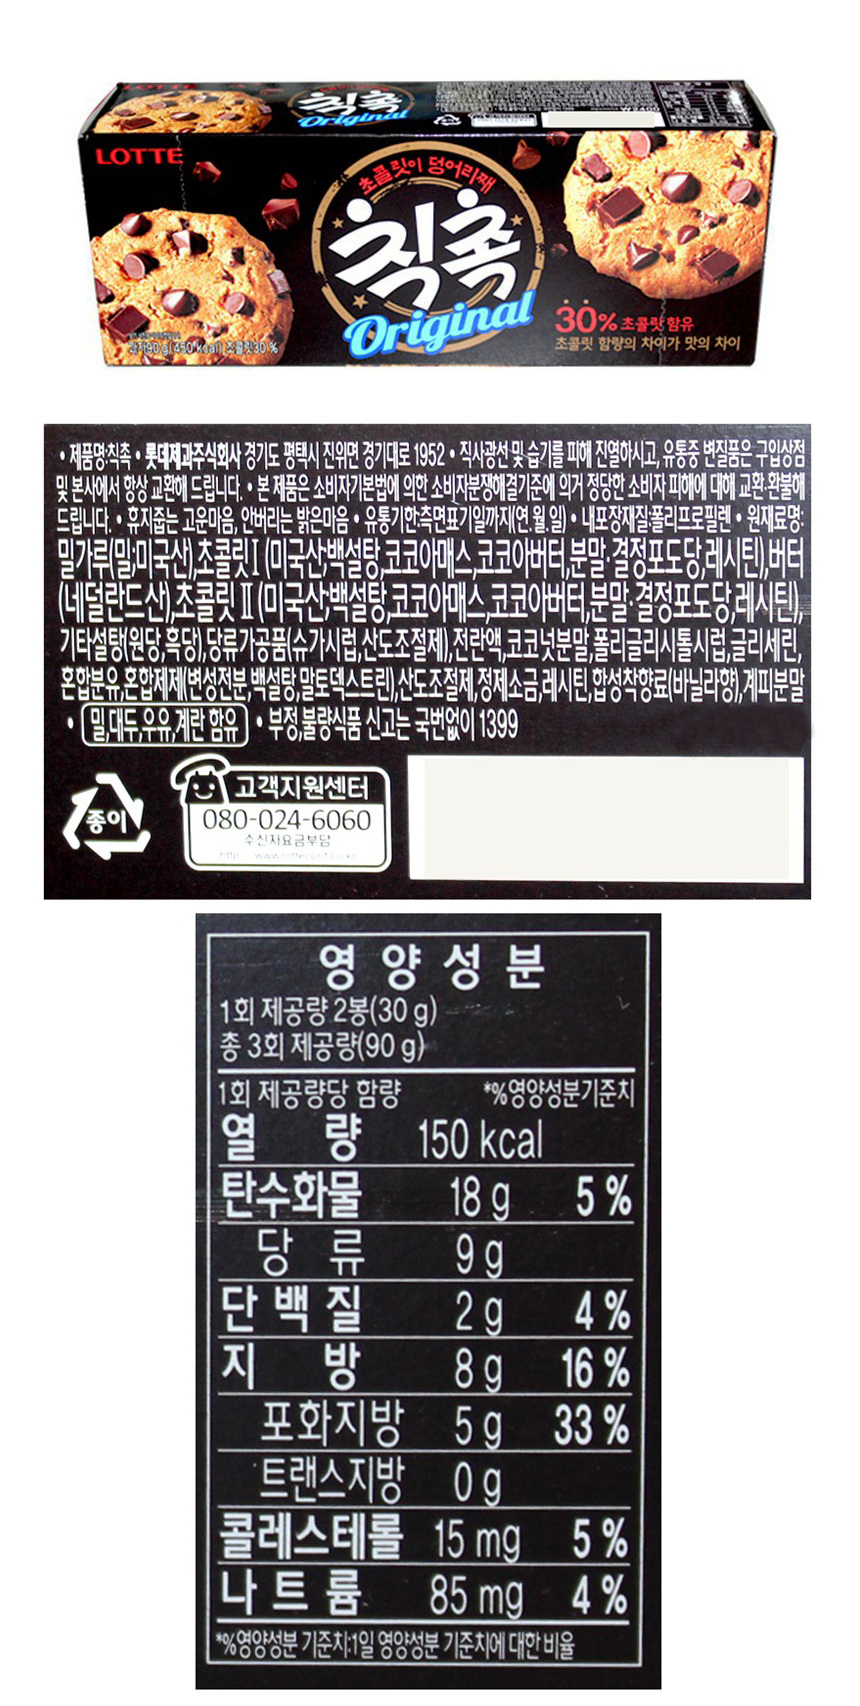 LOTTE
칙촉
Original
LOTTE
초콜릿이 덩어리째
칙촉
Original
30% 초콜릿 함유
초콜릿 함량의 차이가 맛의 차이
과자90 g(450 kcal) 초콜릿30 %
• 제품명:칙촉 • 롯데제과주식회사 경기도 평택시 진위면 경기대로 1952 • 직사광선 및 습기를 피해 진열하시고, 유통중 변질품은 구입상점
및 본사에서 항상 교환해 드립니다. • 본 제품은 소비자기본법에 의한 소비자분쟁해결기준에 의거 정당한 소비자 피해에 대해 교환·환불해
드립니다. • 휴지줍는 고운마음, 안버리는 밝은마음 • 유통기한:측면표기일까지(연.월.일) • 내포장재질:폴리프로필렌 • 원재료명:
밀가루(밀;미국산),초콜릿Ⅰ(미국산;백설탕,코코아매스,코코아버터,분말·결정포도당,레시틴),버터
(네덜란드산),초콜릿Ⅱ(미국산;백설탕,코코아매스,코코아버터,분말·결정포도당,레시틴),
기타설탕(원당,흑당),당류가공품(슈가시럽,산도조절제),전란액,코코넛분말,폴리글리시톨시럽,글리세린,
혼합분유,혼합제제(변성전분,백설탕,말토덱스트린),산도조절제,정제소금,레시틴,합성착향료(바닐라향),계피분말
• 밀,대두,우유,계란 함유 • 부정,불량식품 신고는 국번없이 1399
종이
고객지원센터
080-024-6060
수신자요금부담
영양성분
1회 제공량 2봉(30 g)
총 3회 제공량(90 g)
1회 제공량당 함량 *%영양성분기준치
열량 150 kcal
탄수화물 18 g 5 %
당류 9 g
단백질 2 g 4 %
지방 8 g 16 %
포화지방 5 g 33 %
트랜스지방 0 g
콜레스테롤 15 mg 5 %
나트륨 85 mg 4 %
*%영양성분 기준치:1일 영양성분 기준치에 대한 비율